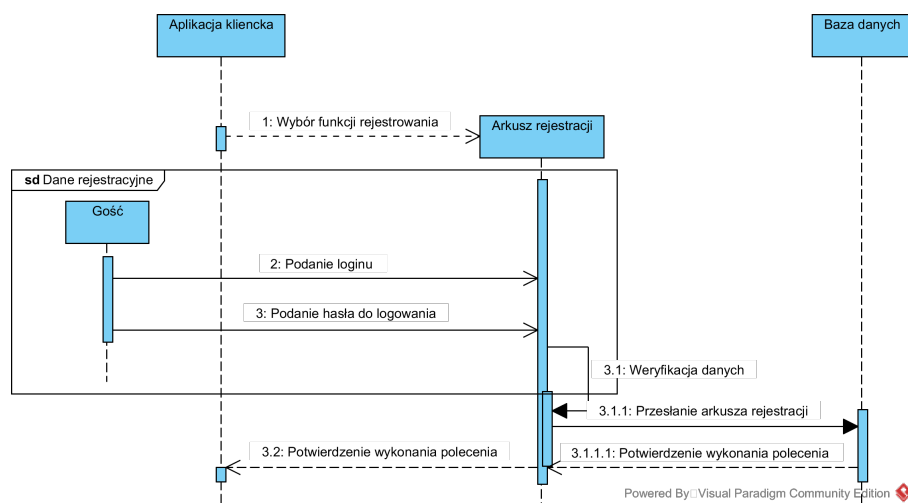 Aplikacja kliencka
Baza danych
1: Wybór funkcji rejestrowania
Arkusz rejestracji
sd Dane rejestracyjne
Gość
2: Podanie loginu
3: Podanie hasła do logowania
3.1: Weryfikacja danych
3.1.1: Przesłanie arkusza rejestracji
3.2: Potwierdzenie wykonania polecenia
3.1.1.1: Potwierdzenie wykonania polecenia
Powered By Visual Paradigm Community Edition